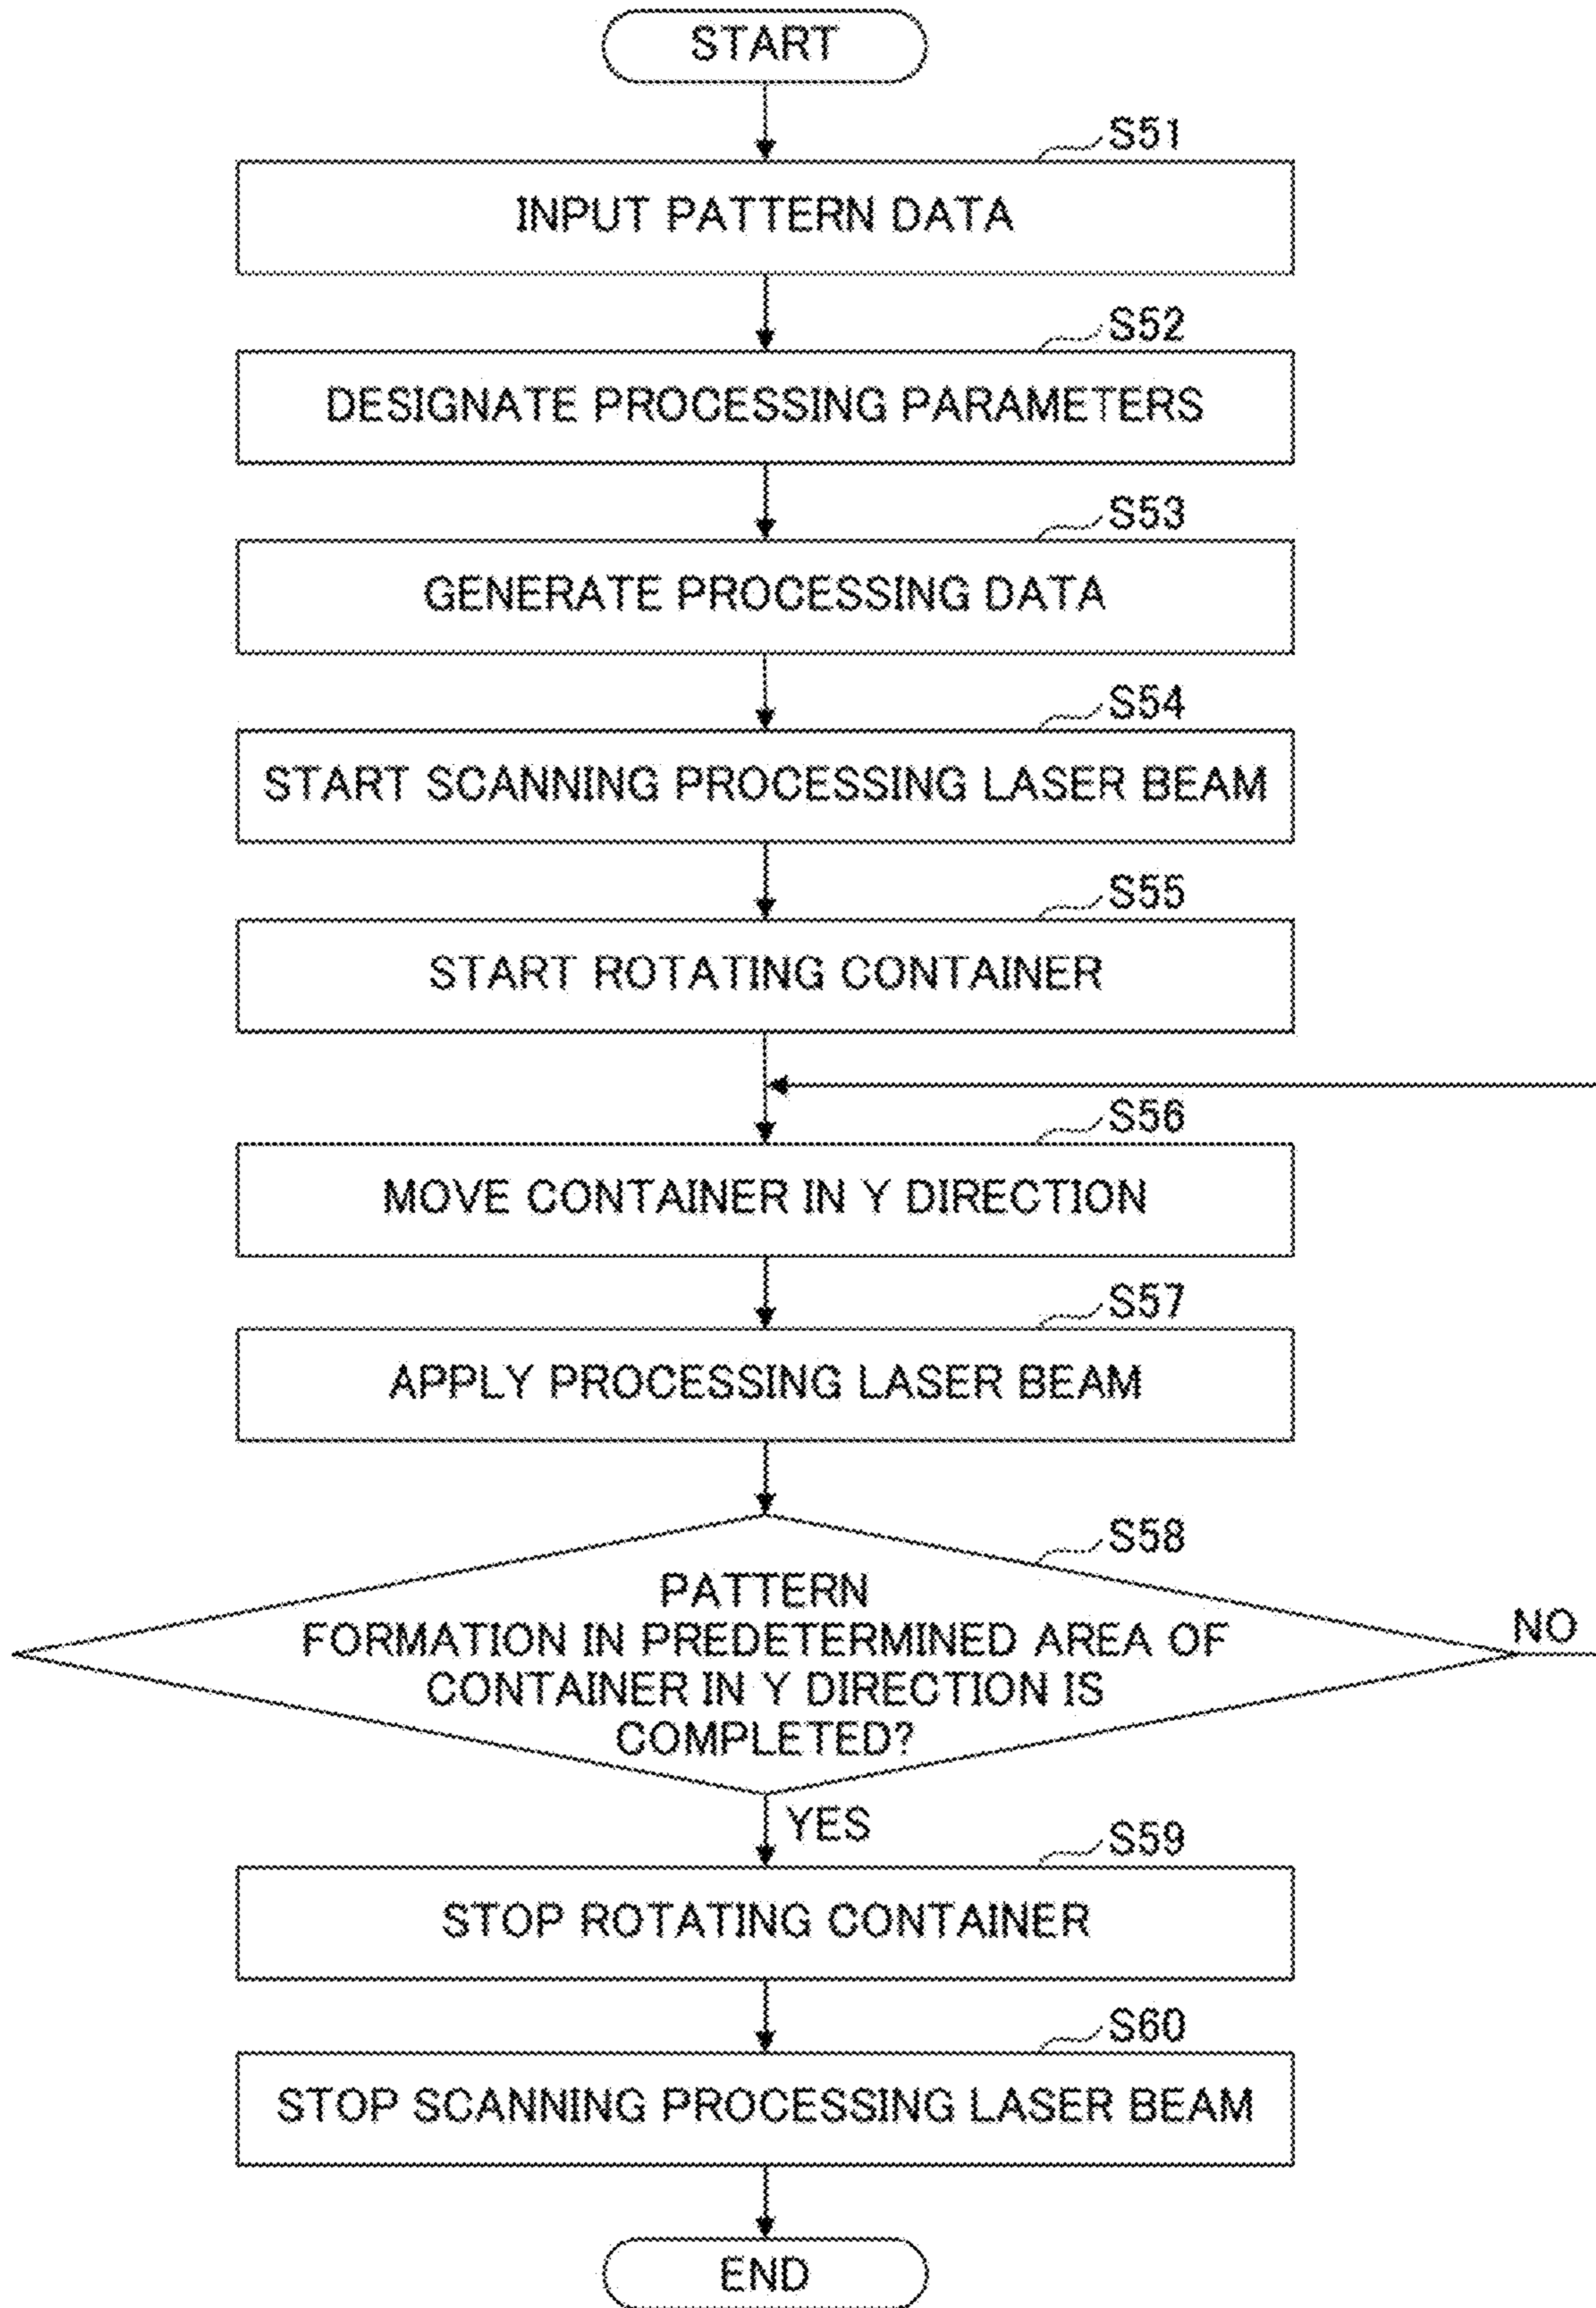 START
S51
INPUT PATTERN DATA
S52
DESIGNATE PROCESSING PARAMETERS
S53
GENERATE PROCESSING DATA
S54
START SCANNING PROCESSING LASER BEAM
S55
START ROTATING CONTAINER
S56
MOVE CONTAINER IN Y DIRECTION
S57
APPLY PROCESSING LASER BEAM
S58
PATTERN
FORMATION IN PREDETERMINED AREA OF
CONTAINER IN Y DIRECTION IS
COMPLETED?
NO
YES
S59
STOP ROTATING CONTAINER
S60
STOP SCANNING PROCESSING LASER BEAM
END